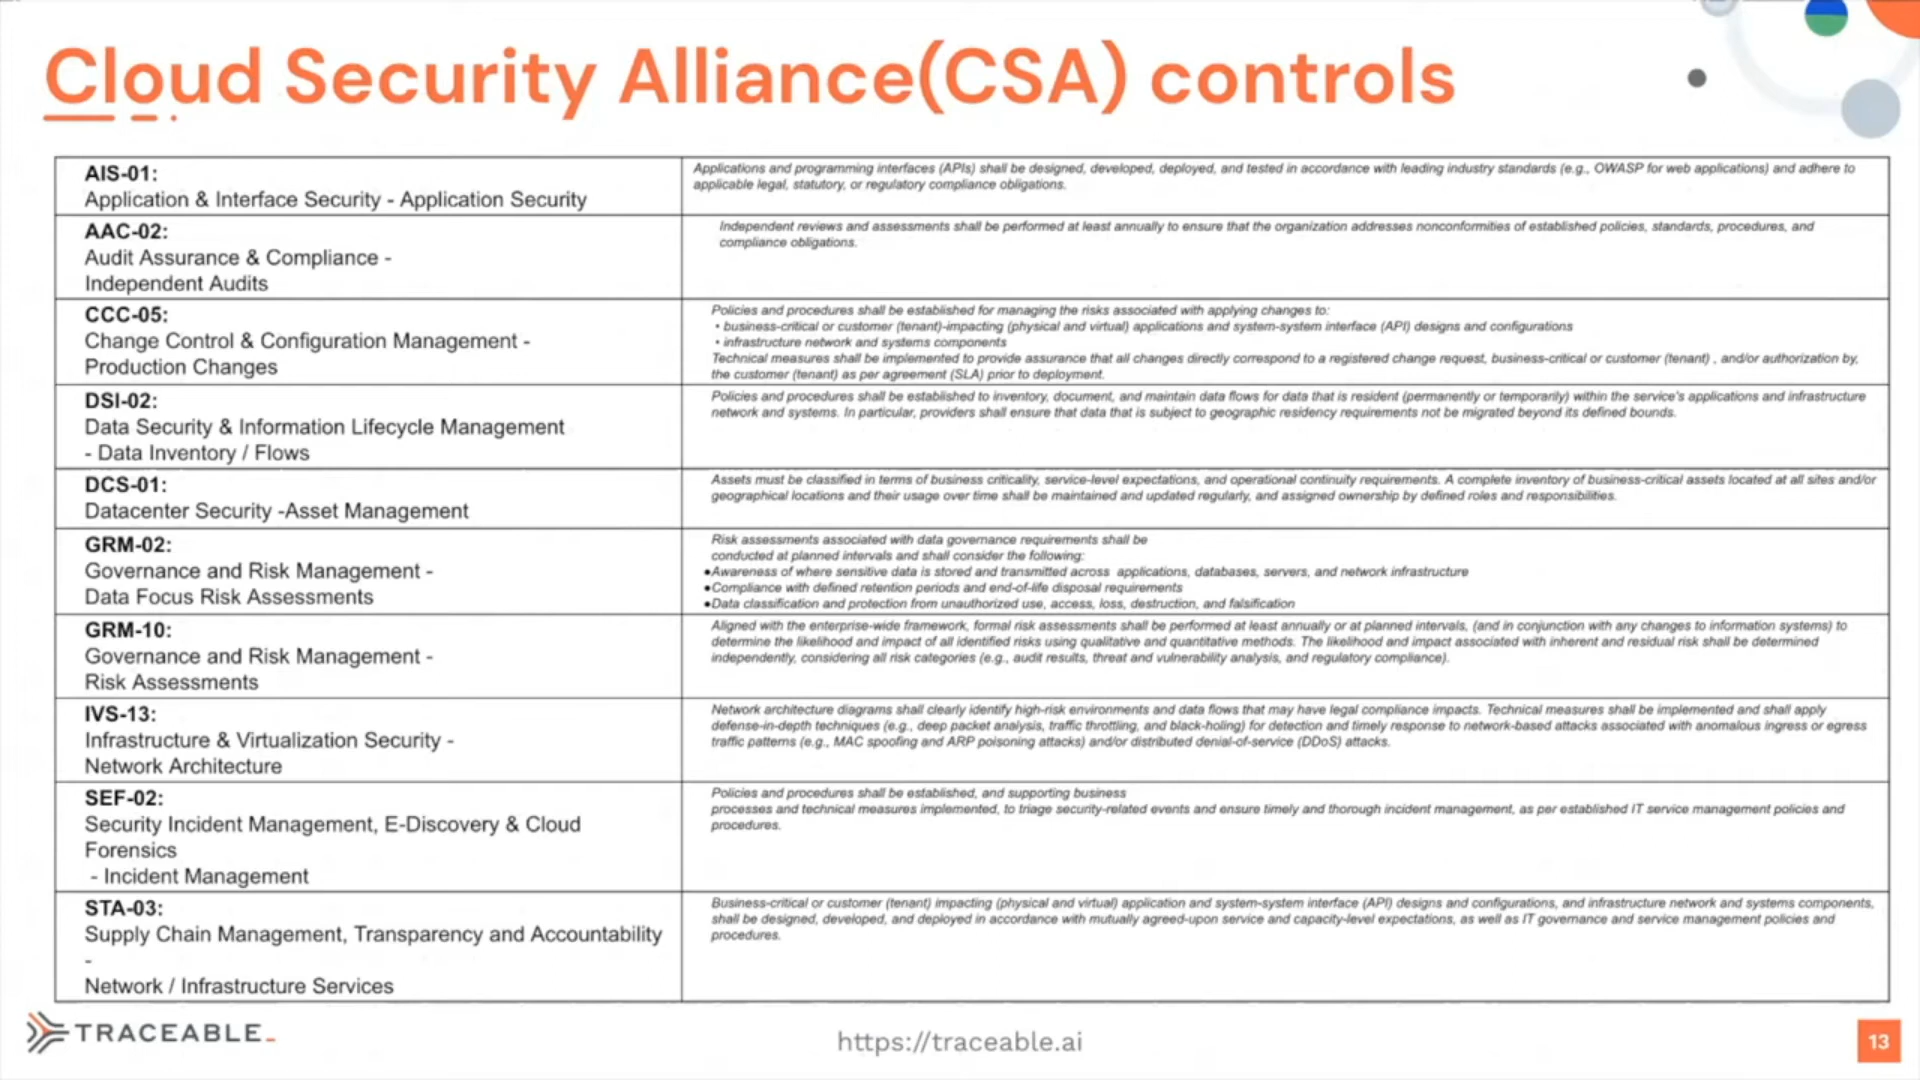 Cloud Security Alliance(CSA) controls
AIS-01:
Application & Interface Security - Application Security
Applications and programming interfaces (APIs) shall be designed, developed, deployed, and tested in accordance with leading industry standards (e.g., OWASP for web applications) and adhere to
applicable legal, statutory, or regulatory compliance obligations.
AAC-02:
Audit Assurance & Compliance -
Independent Audits
Independent reviews and assessments shall be performed at least annually to ensure that the organization addresses nonconformities of established policies, standards, procedures, and
compliance obligations.
CCC-05:
Change Control & Configuration Management -
Production Changes
Policies and procedures shall be established for managing the risks associated with applying changes to:
• business-critical or customer (tenant)-impacting (physical and virtual) applications and system-system interface (API) designs and configurations
• infrastructure network and systems components
Technical measures shall be implemented to provide assurance that all changes directly correspond to a registered change request, business-critical or customer (tenant) , and/or authorization by,
the customer (tenant) as per agreement (SLA) prior to deployment.
DSI-02:
Data Security & Information Lifecycle Management
- Data Inventory / Flows
Policies and procedures shall be established to inventory, document, and maintain data flows for data that is resident (permanently or temporarily) within the service's applications and infrastructure
network and systems. In particular, providers shall ensure that data that is subject to geographic residency requirements not be migrated beyond its defined bounds.
DCS-01:
Datacenter Security -Asset Management
Assets must be classified in terms of business criticality, service-level expectations, and operational continuity requirements. A complete inventory of business-critical assets located at all sites and/or
geographical locations and their usage over time shall be maintained and updated regularly, and assigned ownership by defined roles and responsibilities.
GRM-02:
Governance and Risk Management -
Data Focus Risk Assessments
Risk assessments associated with data governance requirements shall be
conducted at planned intervals and shall consider the following:
•Awareness of where sensitive data is stored and transmitted across applications, databases, servers, and network infrastructure
•Compliance with defined retention periods and end-of-life disposal requirements
•Data classification and protection from unauthorized use, access, loss, destruction, and falsification
GRM-10:
Governance and Risk Management -
Risk Assessments
Aligned with the enterprise-wide framework, formal risk assessments shall be performed at least annually or at planned intervals, (and in conjunction with any changes to information systems) to
determine the likelihood and impact of all identified risks using qualitative and quantitative methods. The likelihood and impact associated with inherent and residual risk shall be determined
independently, considering all risk categories (e.g., audit results, threat and vulnerability analysis, and regulatory compliance).
IVS-13:
Infrastructure & Virtualization Security -
Network Architecture
Network architecture diagrams shall clearly identify high-risk environments and data flows that may have legal compliance impacts. Technical measures shall be implemented and shall apply
defense-in-depth techniques (e.g., deep packet analysis, traffic throttling, and black-holing) for detection and timely response to network-based attacks associated with anomalous ingress or egress
traffic patterns (e.g., MAC spoofing and ARP poisoning attacks) and/or distributed denial-of-service (DDoS) attacks.
SEF-02:
Security Incident Management, E-Discovery & Cloud
Forensics
- Incident Management
Policies and procedures shall be established, and supporting business
processes and technical measures implemented, to triage security-related events and ensure timely and thorough incident management, as per established IT service management policies and
procedures.
STA-03:
Supply Chain Management, Transparency and Accountability
-
Network / Infrastructure Services
Business-critical or customer (tenant) impacting (physical and virtual) application and system-system interface (API) designs and configurations, and infrastructure network and systems components,
shall be designed, developed, and deployed in accordance with mutually agreed-upon service and capacity-level expectations, as well as IT governance and service management policies and
procedures.
TRACEABLE_
https://traceable.ai
13